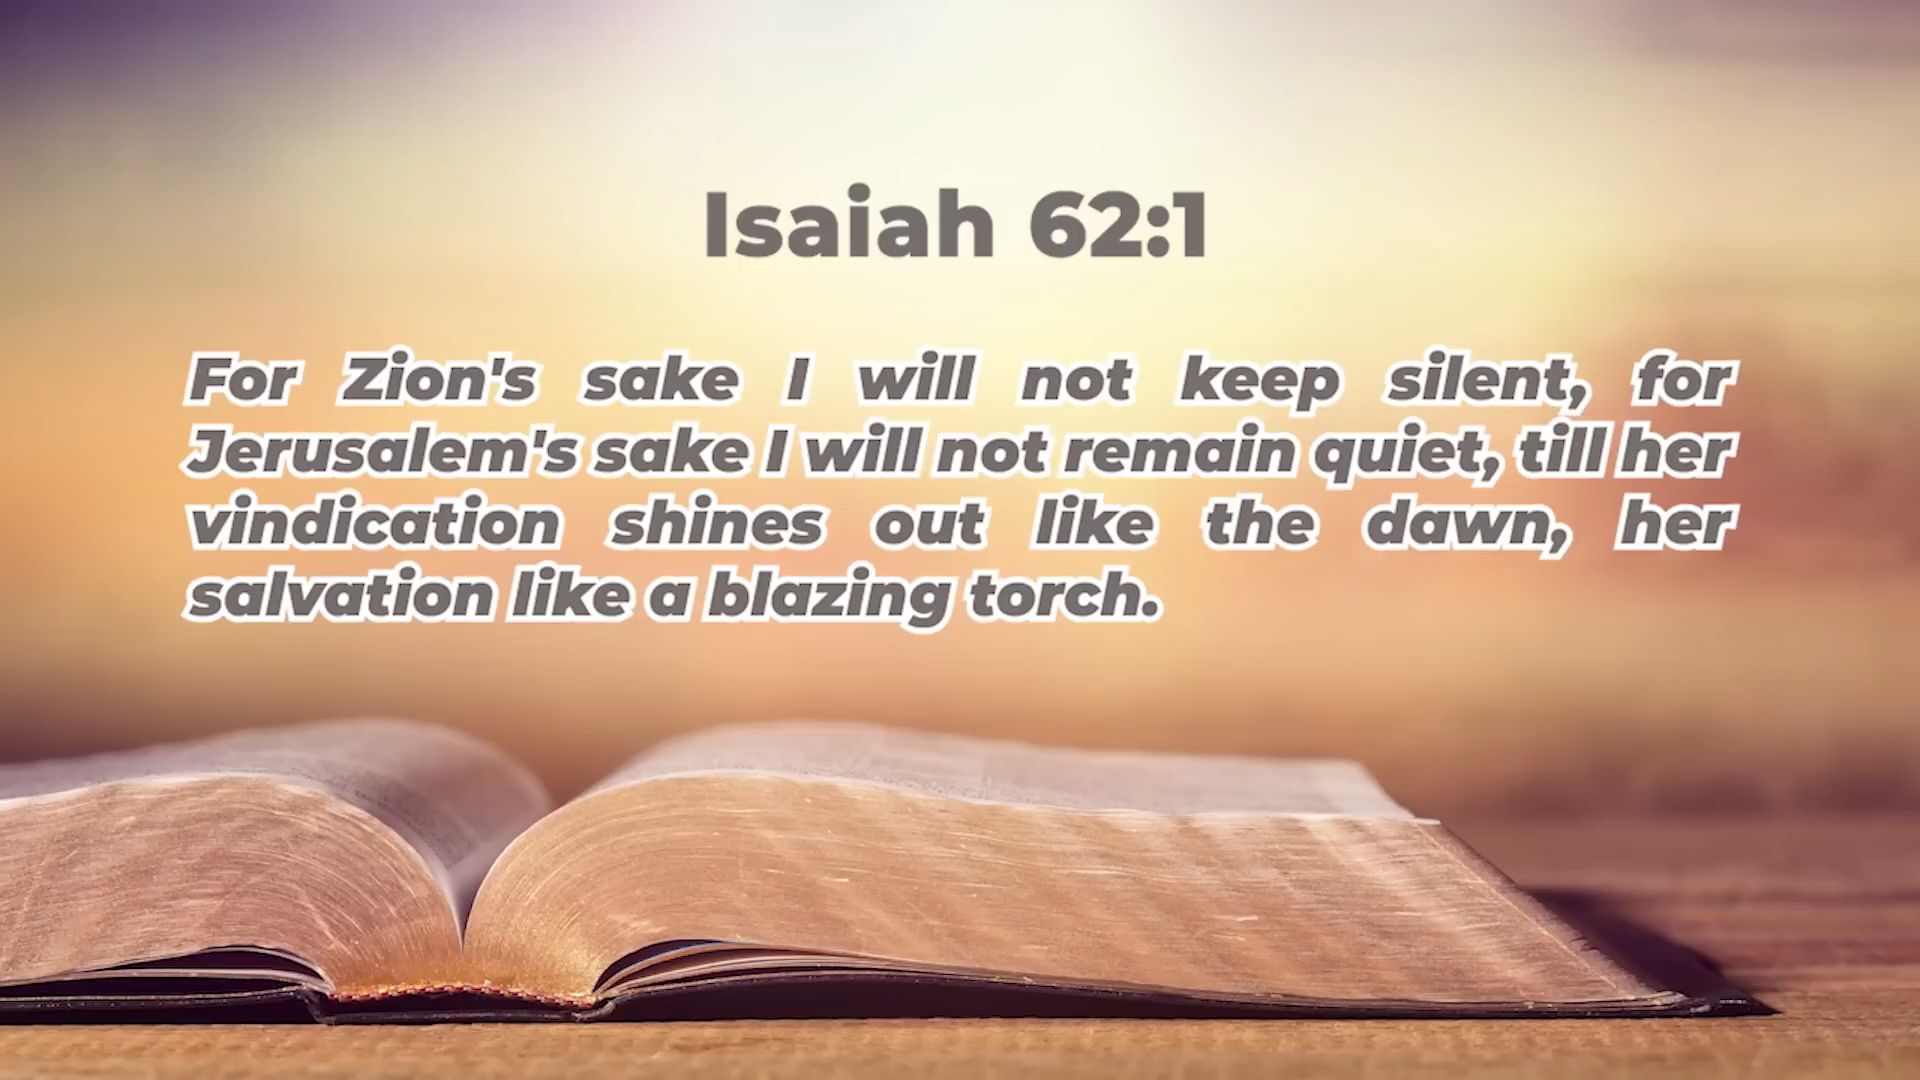 Isaiah 62:1
For Zion's sake I will not keep silent, for
Jerusalem's sake I will not remain quiet, till her
vindication shines out like the dawn, her
salvation like a blazing torch.